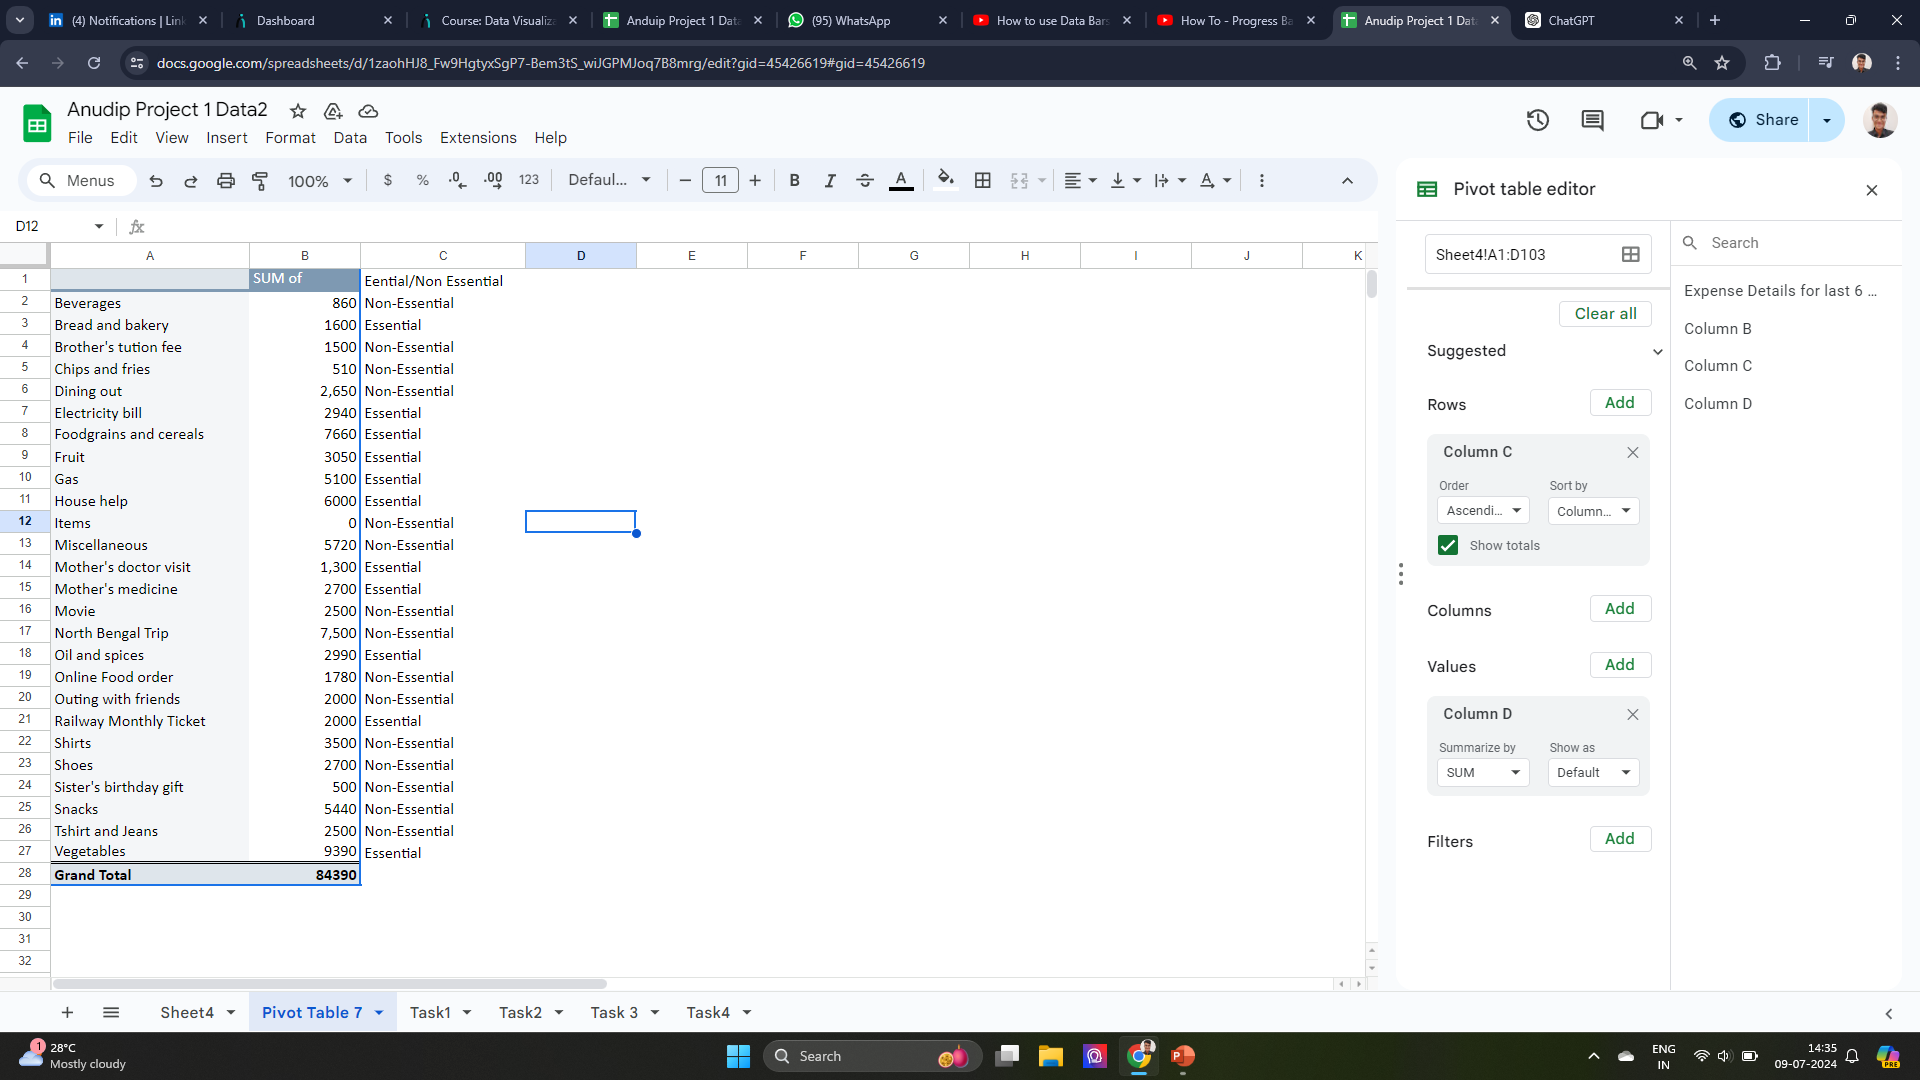 (4) Notifications | Link
Dashboard
Course: Data Visualiza
Anduip Project 1 Data
(95) WhatsApp
How to use Data Bars
How To - Progress Ba
Anudip Project 1 Data
ChatGPT
docs.google.com/spreadsheets/d/1zaohHJ8_Fw9HgtyxSgP7-Bem3tS_wiJGPMJoq7B8mrg/edit?gid=45426619#gid=45426619
Anudip Project 1 Data2
File Edit View Insert Format Data Tools Extensions Help
Share
Menus 100% $ % .0 .00 123 Defaul... − 11 + B I A
D12 fx
A B C D E F G H I J K
1 SUM of Eential/Non Essential
2 Beverages 860 Non-Essential
3 Bread and bakery 1600 Essential
4 Brother's tution fee 1500 Non-Essential
5 Chips and fries 510 Non-Essential
6 Dining out 2,650 Non-Essential
7 Electricity bill 2940 Essential
8 Foodgrains and cereals 7660 Essential
9 Fruit 3050 Essential
10 Gas 5100 Essential
11 House help 6000 Essential
12 Items 0 Non-Essential
13 Miscellaneous 5720 Non-Essential
14 Mother's doctor visit 1,300 Essential
15 Mother's medicine 2700 Essential
16 Movie 2500 Non-Essential
17 North Bengal Trip 7,500 Non-Essential
18 Oil and spices 2990 Essential
19 Online Food order 1780 Non-Essential
20 Outing with friends 2000 Non-Essential
21 Railway Monthly Ticket 2000 Essential
22 Shirts 3500 Non-Essential
23 Shoes 2700 Non-Essential
24 Sister's birthday gift 500 Non-Essential
25 Snacks 5440 Non-Essential
26 Tshirt and Jeans 2500 Non-Essential
27 Vegetables 9390 Essential
28 Grand Total 84390
29
30
31
32
Pivot table editor
Sheet4!A1:D103
Clear all
Suggested
Rows Add
Column C
Order Sort by
Ascendi... Column...
Show totals
Columns Add
Values Add
Column D
Summarize by Show as
SUM Default
Filters Add
Search
Expense Details for last 6 ...
Column B
Column C
Column D
Sheet4 Pivot Table 7 Task1 Task2 Task 3 Task4
1
28°C
Mostly cloudy
Search
ENG
IN
14:35
09-07-2024
PRE